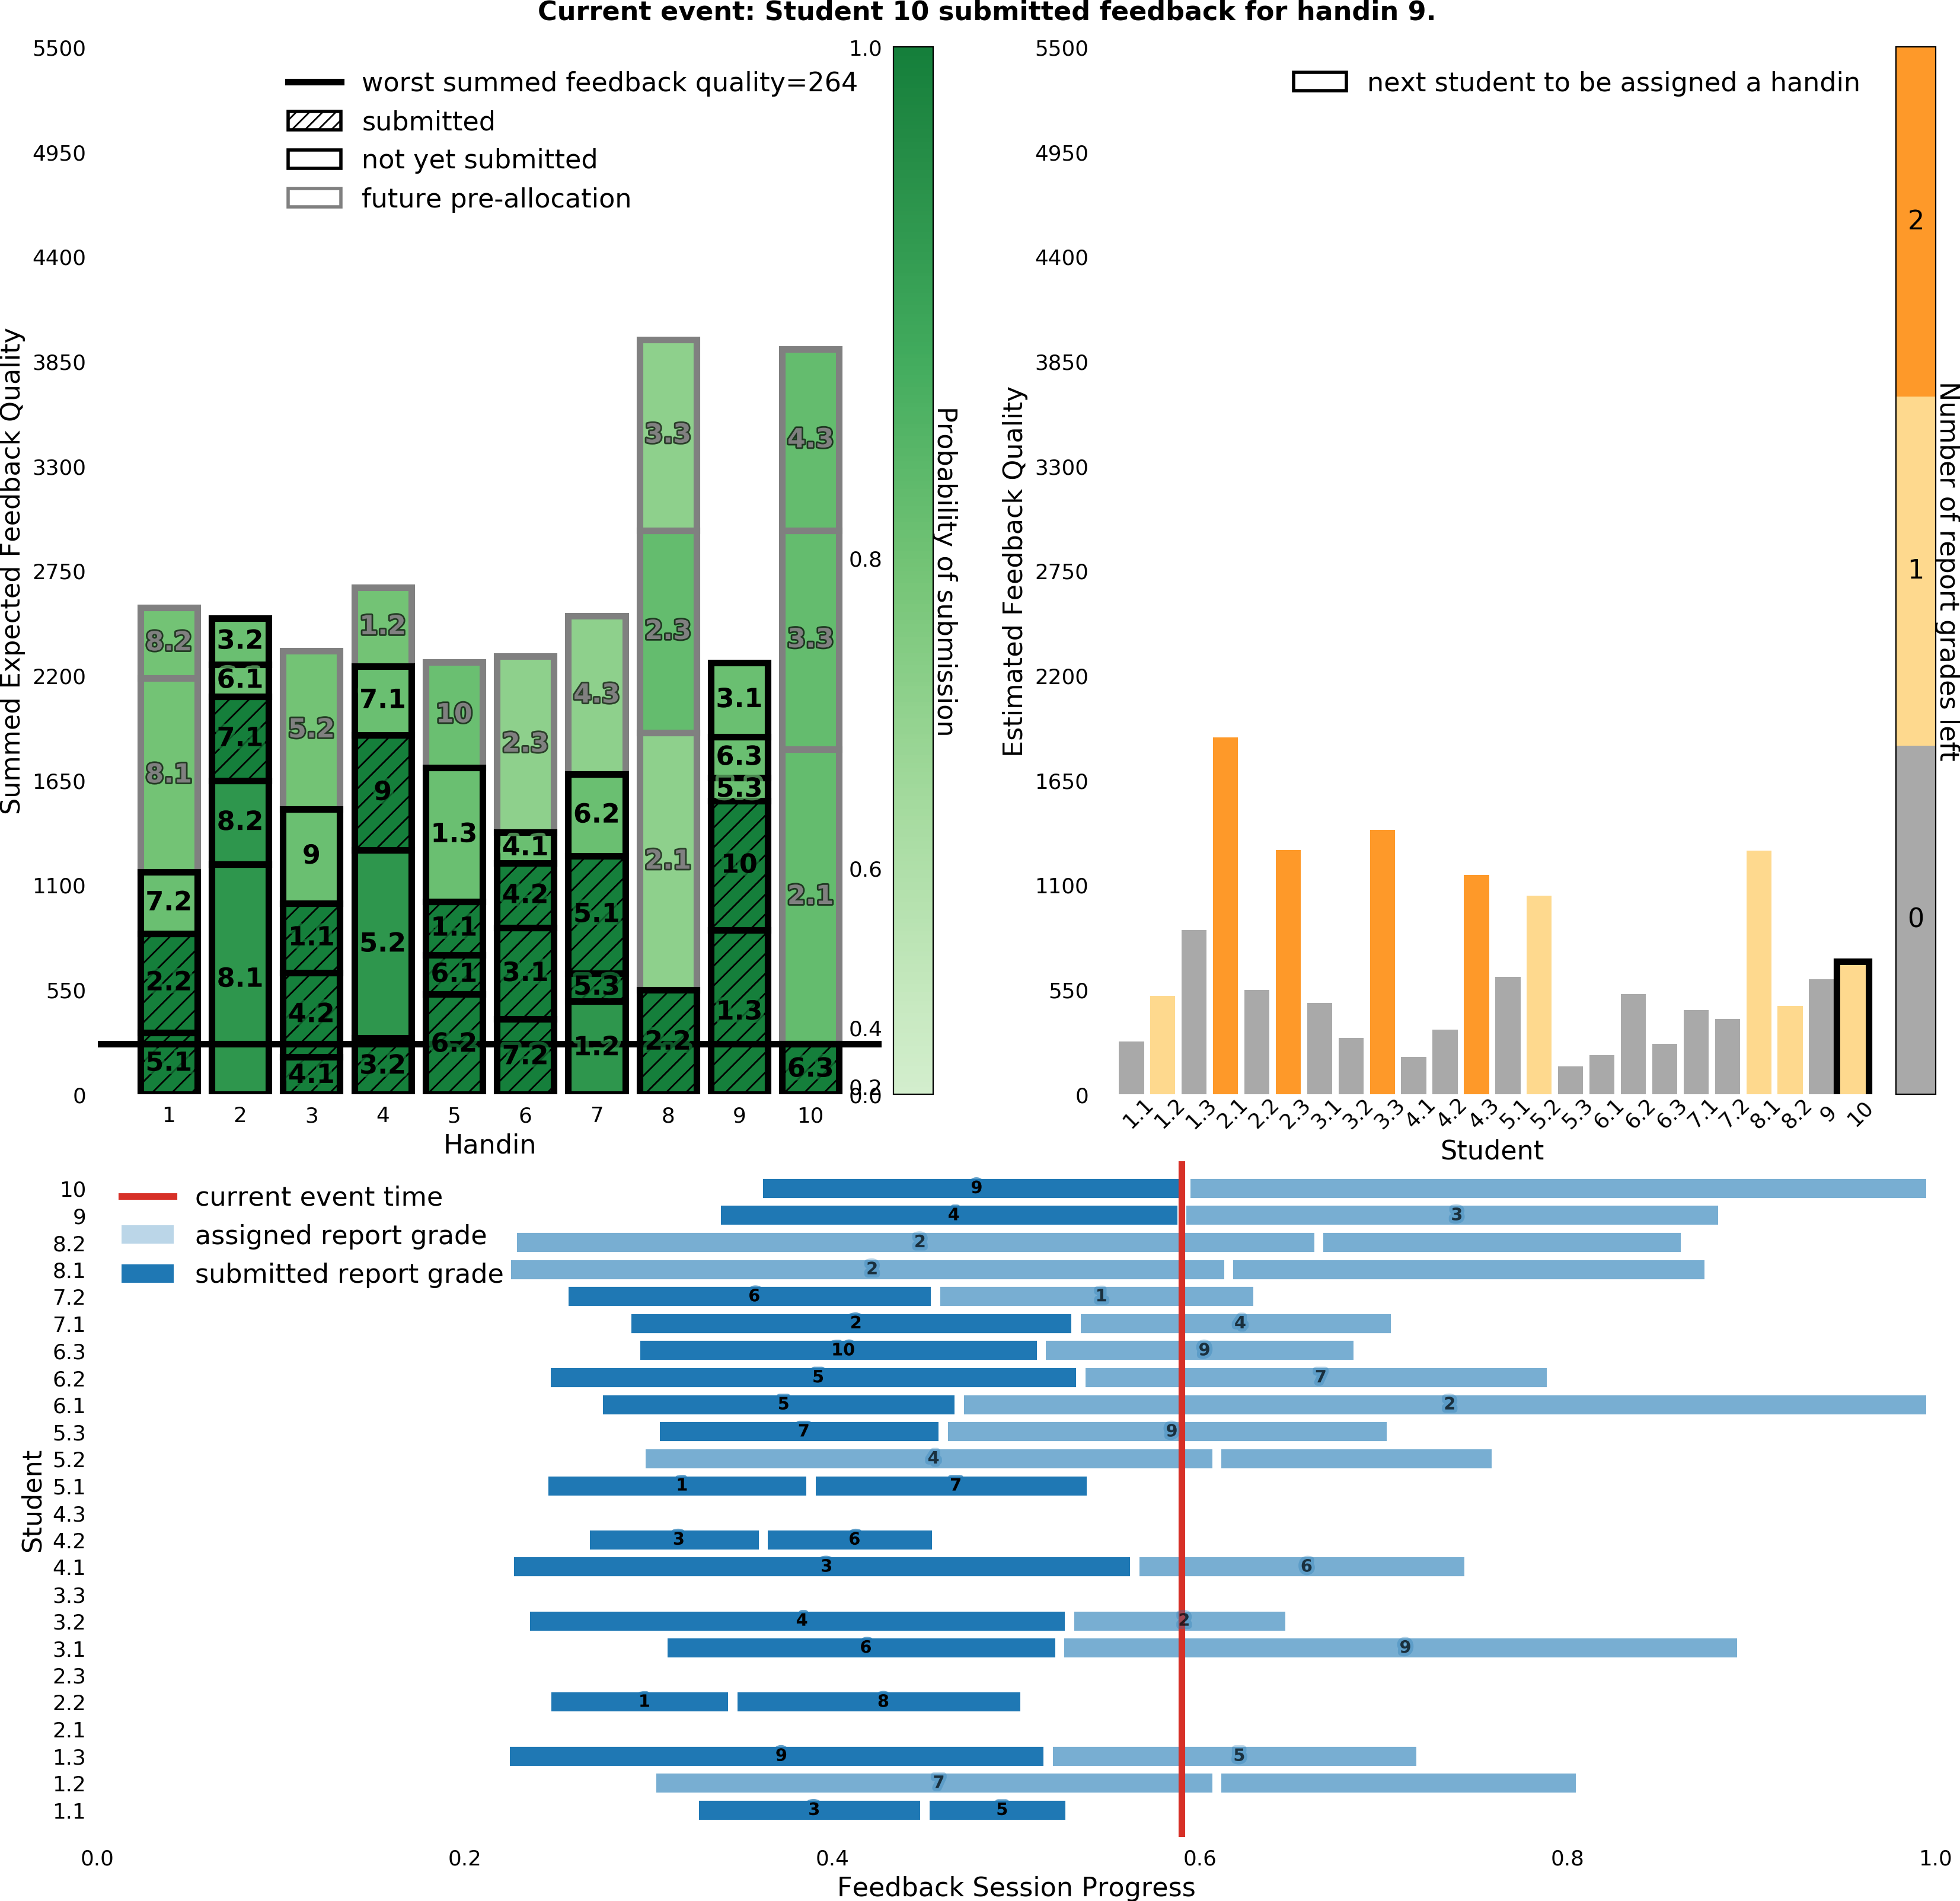 Current event: Student 10 submitted feedback for handin 9.
5500
4950
4400
3850
3300
2750
2200
1650
1100
550
0
Summed Expected Feedback Quality
worst summed feedback quality=264
submitted
not yet submitted
future pre-allocation
8.2
8.1
7.2
2.2
5.1
3.2
6.1
7.1
8.2
8.1
5.2
9
1.1
4.2
4.1
1.2
7.1
9
5.2
3.2
10
1.3
1.1
6.1
6.2
2.3
4.1
4.2
3.1
7.2
4.3
6.2
5.1
5.3
1.2
3.3
2.3
2.1
2.2
3.1
6.3
5.3
10
1.3
4.3
3.3
2.1
6.3
1 2 3 4 5 6 7 8 9 10
Handin
1.0
0.8
0.6
0.4
0.2
0.0
Probability of submission
5500
4950
4400
3850
3300
2750
2200
1650
1100
550
0
Estimated Feedback Quality
next student to be assigned a handin
1.1 1.2 1.3 2.1 2.2 2.3 3.1 3.2 3.3 4.1 4.2 4.3 5.1 5.2 5.3 6.1 6.2 6.3 7.1 7.2 8.1 8.2 9 10
Student
2
1
0
Number of report grades left
current event time
assigned report grade
submitted report grade
Student
10 9
9 4 3
8.2 2
8.1 2
7.2 6 1
7.1 2 4
6.3 10 9
6.2 5 7
6.1 5 2
5.3 7 9
5.2 4
5.1 1 7
4.3
4.2 3 6
4.1 3 6
3.3
3.2 4 2
3.1 6 9
2.3
2.2 1 8
2.1
1.3 9 5
1.2 7
1.1 3 5
0.0 0.2 0.4 0.6 0.8 1.0
Feedback Session Progress